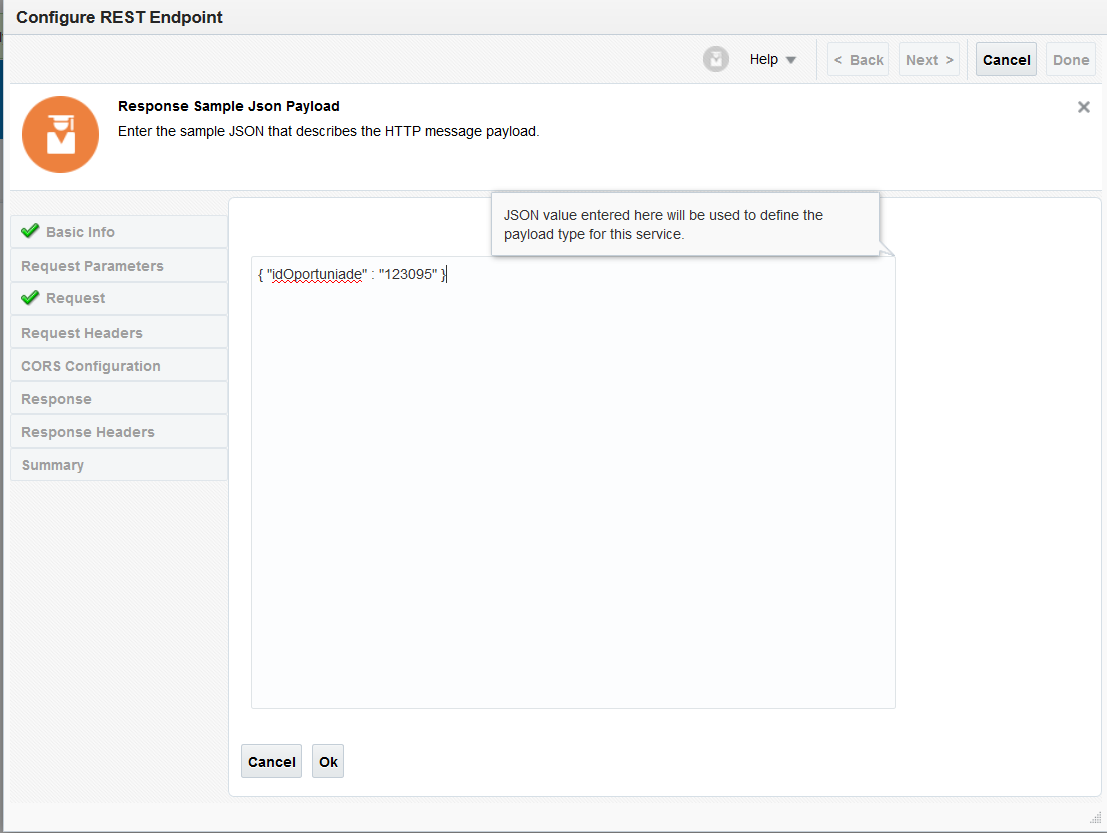 Configure REST Endpoint
Help
< Back
Next >
Cancel
Done
Response Sample Json Payload
Enter the sample JSON that describes the HTTP message payload.
JSON value entered here will be used to define the
payload type for this service.
Basic Info
Request Parameters
Request
Request Headers
CORS Configuration
Response
Response Headers
Summary
{ "idOportuniade" : "123095" }
Cancel
Ok